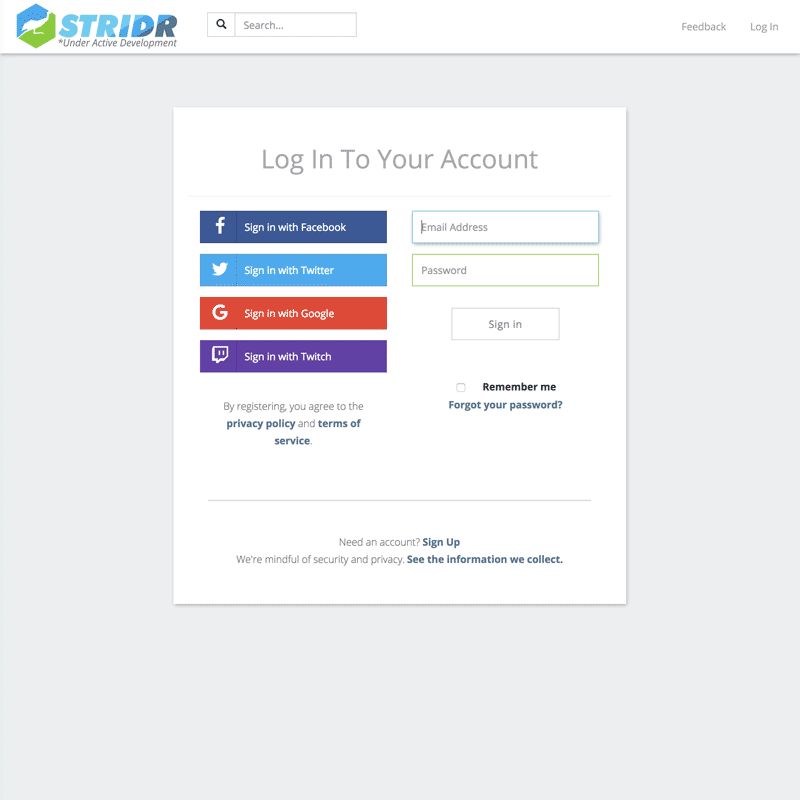 STRIDR
*Under Active Development
Search...
Feedback
Log In
Log In To Your Account
Sign in with Facebook
Sign in with Twitter
Sign in with Google
Sign in with Twitch
By registering, you agree to the
privacy policy and terms of
service.
Email Address
Password
Sign in
Remember me
Forgot your password?
Need an account? Sign Up
We're mindful of security and privacy. See the information we collect.